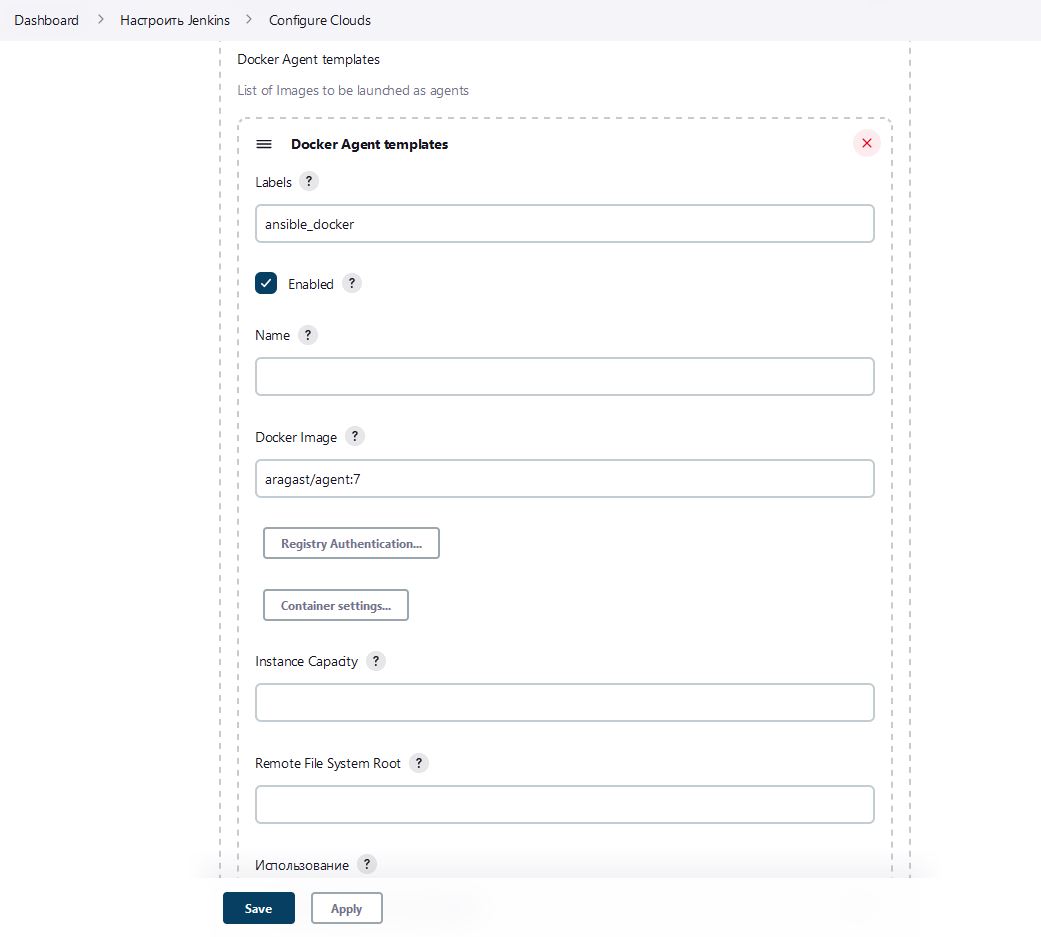 Dashboard > Настроить Jenkins > Configure Clouds
Docker Agent templates
List of Images to be launched as agents
Docker Agent templates
Labels ?
ansible_docker
Enabled ?
Name ?
Docker Image ?
aragast/agent:7
Registry Authentication...
Container settings...
Instance Capacity ?
Remote File System Root ?
Использование ?
Save Apply